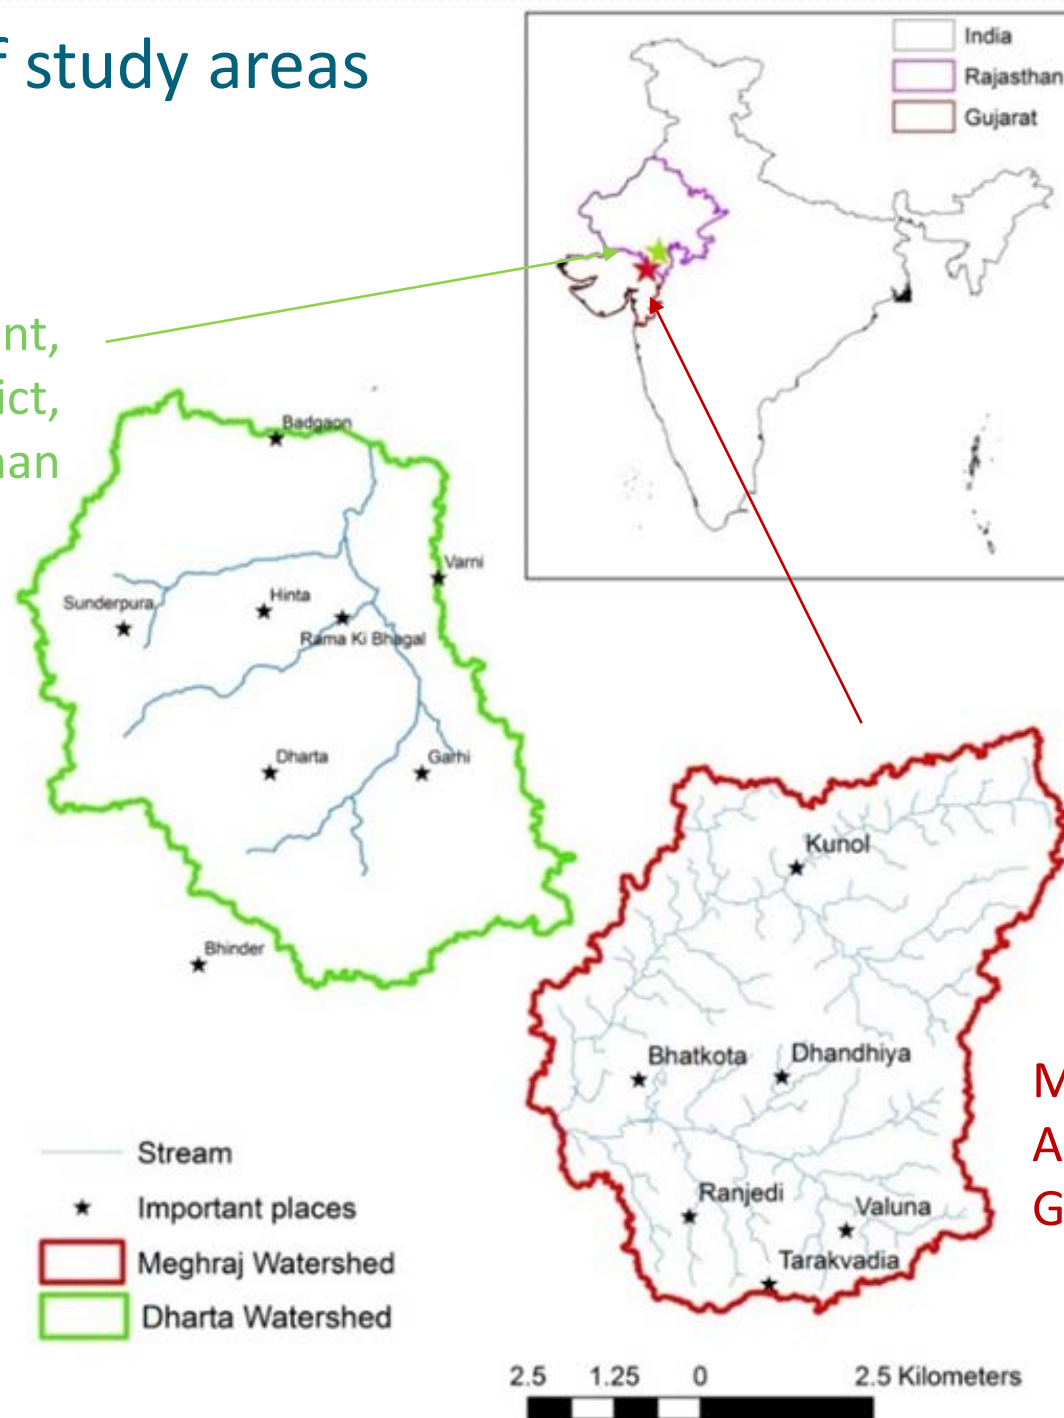 f study areas
India
Rajasthan
Gujarat
nt,
ict,
nan
Badgaon
Varni
Sunderpura
Hinta
Rama Ki Bhagal
Dharta
Garhi
Bhinder
Kunol
Bhatkota
Dhandhiya
M
A
G
Ranjedi
Valuna
Tarakvadia
Stream
Important places
Meghraj Watershed
Dharta Watershed
2.5 1.25 0 2.5 Kilometers